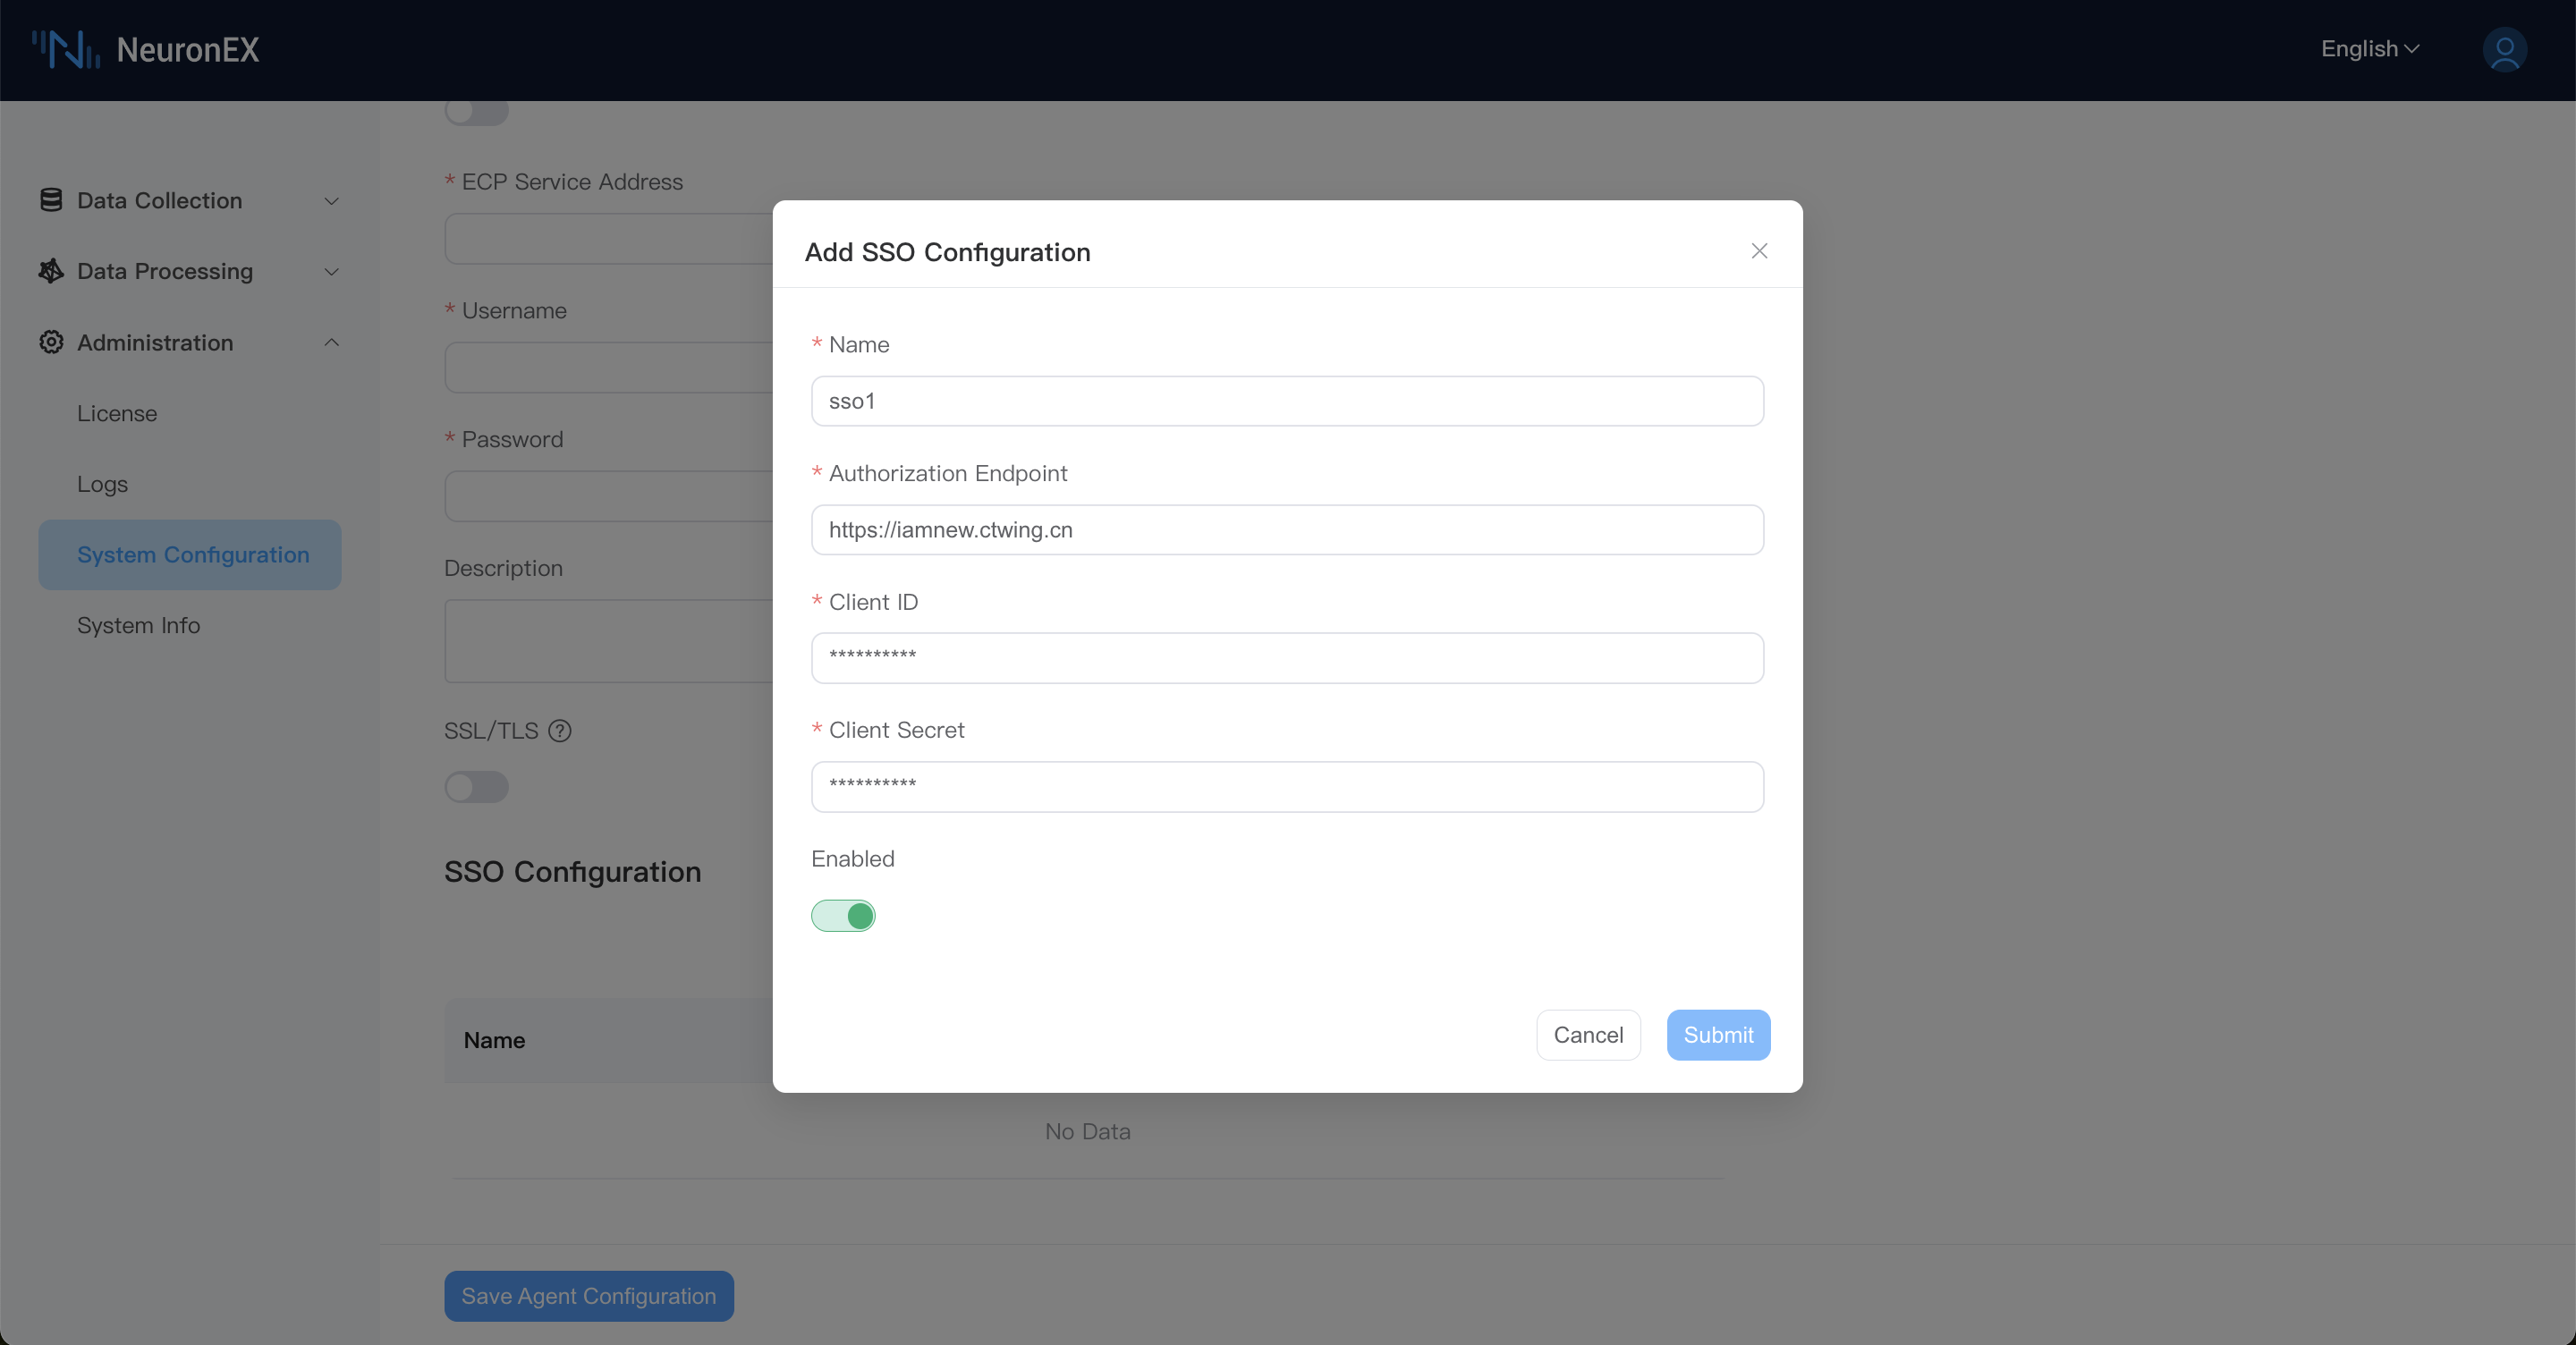 NeuronEX
English
Data Collection
Data Processing
Administration
License
Logs
System Configuration
System Info
* ECP Service Address
* Username
* Password
Description
SSL/TLS ?
SSO Configuration
Name
No Data
Save Agent Configuration
Add SSO Configuration
* Name
sso1
* Authorization Endpoint
https://iamnew.ctwing.cn
* Client ID
**********
* Client Secret
**********
Enabled
Cancel
Submit